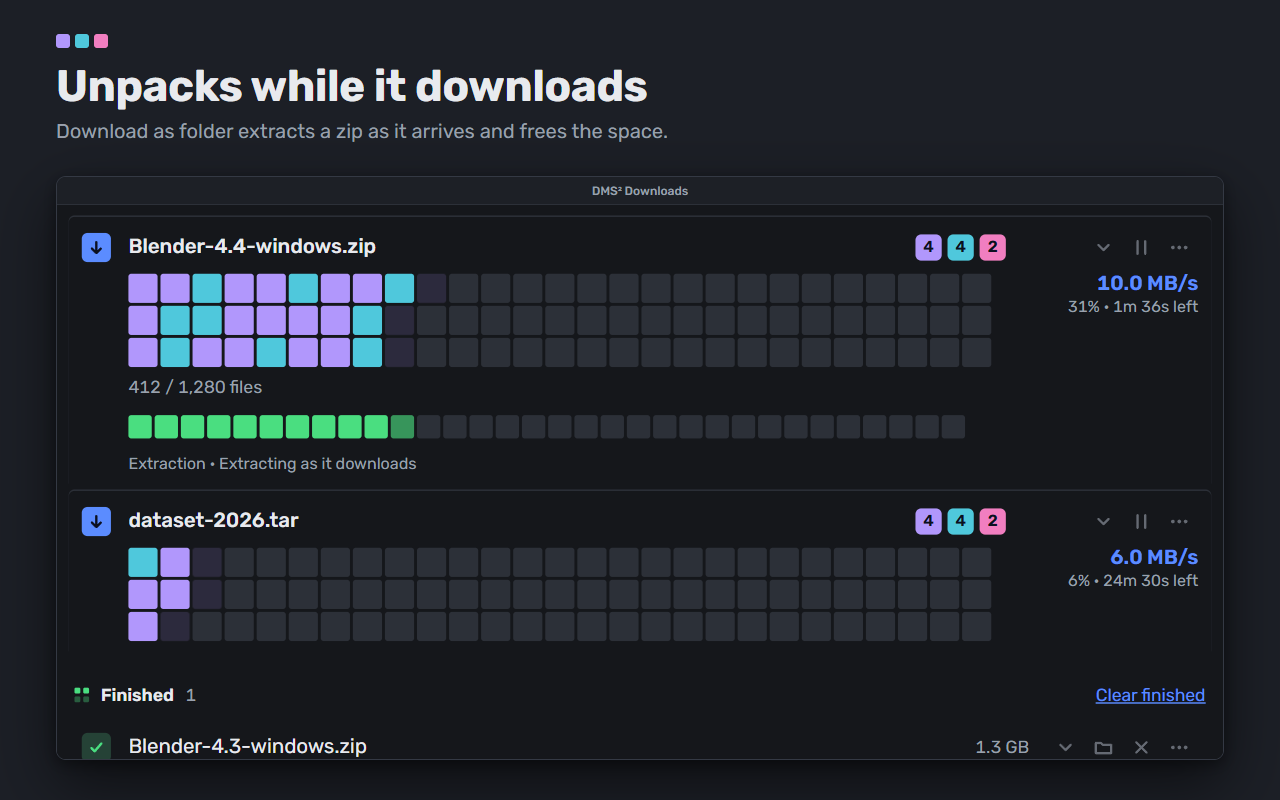 Unpacks while it downloads
Download as folder extracts a zip as it arrives and frees the space.
DMS² Downloads
Blender-4.4-windows.zip
4 4 2
10.0 MB/s
31% • 1m 36s left
412 / 1,280 files
Extraction • Extracting as it downloads
dataset-2026.tar
4 4 2
6.0 MB/s
6% • 24m 30s left
Finished 1
Clear finished
Blender-4.3-windows.zip
1.3 GB